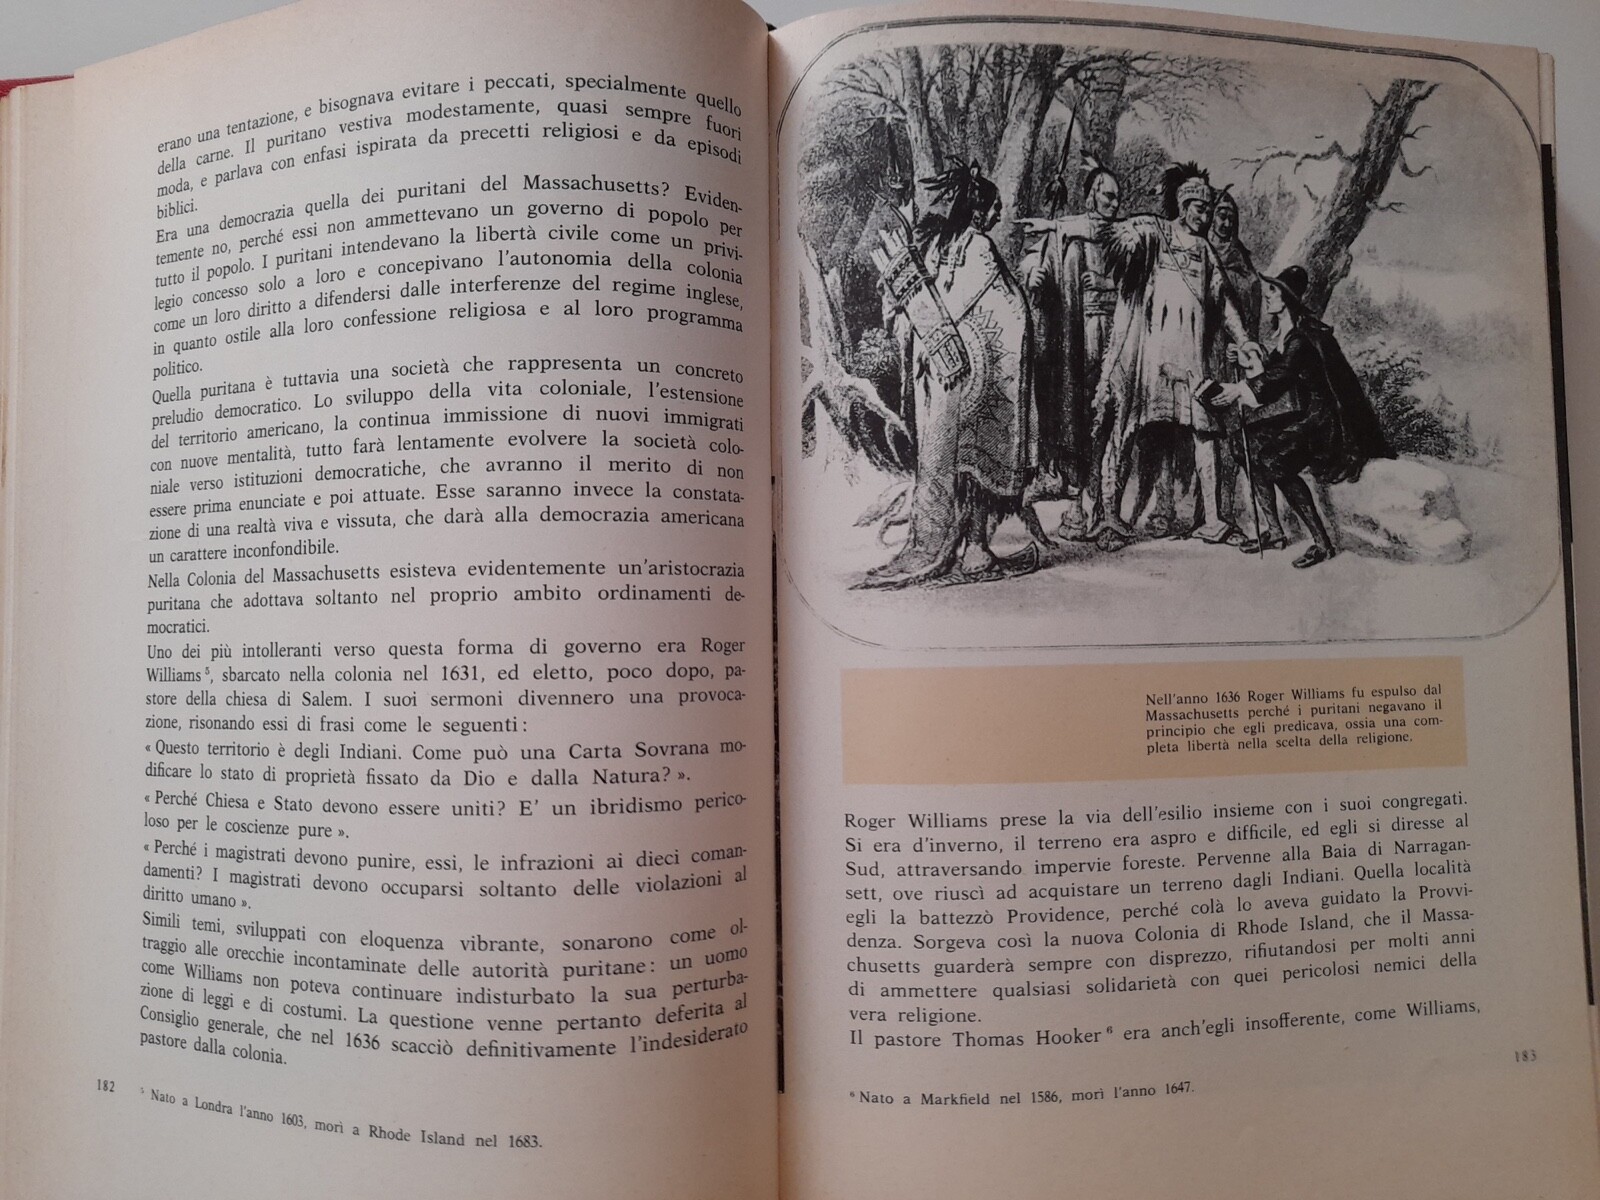 erano una tentazione, e bisognava evitare i peccati, specialmente quello
della carne. Il puritano vestiva modestamente, quasi sempre fuori
moda, e parlava con enfasi ispirata da precetti religiosi e da episodi
biblici.
Era una democrazia quella dei puritani del Massachusetts? Eviden-
temente no, perché essi non ammettevano un governo di popolo per
tutto il popolo. I puritani intendevano la libertà civile come un privi-
legio concesso solo a loro e concepivano l'autonomia della colonia
come un loro diritto a difendersi dalle interferenze del regime inglese,
in quanto ostile alla loro confessione religiosa e al loro programma
politico.
Quella puritana è tuttavia una società che rappresenta un concreto
preludio democratico. Lo sviluppo della vita coloniale, l'estensione
del territorio americano, la continua immissione di nuovi immigrati
con nuove mentalità, tutto farà lentamente evolvere la società colo-
niale verso istituzioni democratiche, che avranno il merito di non
essere prima enunciate e poi attuate. Esse saranno invece la constata-
zione di una realtà viva e vissuta, che darà alla democrazia americana
un carattere inconfondibile.
Nella Colonia del Massachusetts esisteva evidentemente un'aristocrazia
puritana che adottava soltanto nel proprio ambito ordinamenti de-
mocratici.
Uno dei più intolleranti verso questa forma di governo era Roger
Williams ⁵, sbarcato nella colonia nel 1631, ed eletto, poco dopo, pa-
store della chiesa di Salem. I suoi sermoni divennero una provoca-
zione, risonando essi di frasi come le seguenti :
« Questo territorio è degli Indiani. Come può una Carta Sovrana mo-
dificare lo stato di proprietà fissato da Dio e dalla Natura? ».
« Perché Chiesa e Stato devono essere uniti? E' un ibridismo perico-
loso per le coscienze pure ».
« Perché i magistrati devono punire, essi, le infrazioni ai dieci coman-
damenti? I magistrati devono occuparsi soltanto delle violazioni al
diritto umano ».
Simili temi, sviluppati con eloquenza vibrante, sonarono come ol-
traggio alle orecchie incontaminate delle autorità puritane : un uomo
come Williams non poteva continuare indisturbato la sua perturba-
zione di leggi e di costumi. La questione venne pertanto deferita al
Consiglio generale, che nel 1636 scacciò definitivamente l'indesiderato
pastore dalla colonia.
182
⁵ Nato a Londra l'anno 1603, morì a Rhode Island nel 1683.
Nell'anno 1636 Roger Williams fu espulso dal
Massachusetts perché i puritani negavano il
principio che egli predicava, ossia una com-
pleta libertà nella scelta della religione.
Roger Williams prese la via dell'esilio insieme con i suoi congregati.
Si era d'inverno, il terreno era aspro e difficile, ed egli si diresse al
Sud, attraversando impervie foreste. Pervenne alla Baia di Narragan-
sett, ove riuscì ad acquistare un terreno dagli Indiani. Quella località
egli la battezzò Providence, perché colà lo aveva guidato la Provvi-
denza. Sorgeva così la nuova Colonia di Rhode Island, che il Massa-
chusetts guarderà sempre con disprezzo, rifiutandosi per molti anni
di ammettere qualsiasi solidarietà con quei pericolosi nemici della
vera religione.
Il pastore Thomas Hooker ⁶ era anch'egli insofferente, come Williams,
183
⁶ Nato a Markfield nel 1586, morì l'anno 1647.